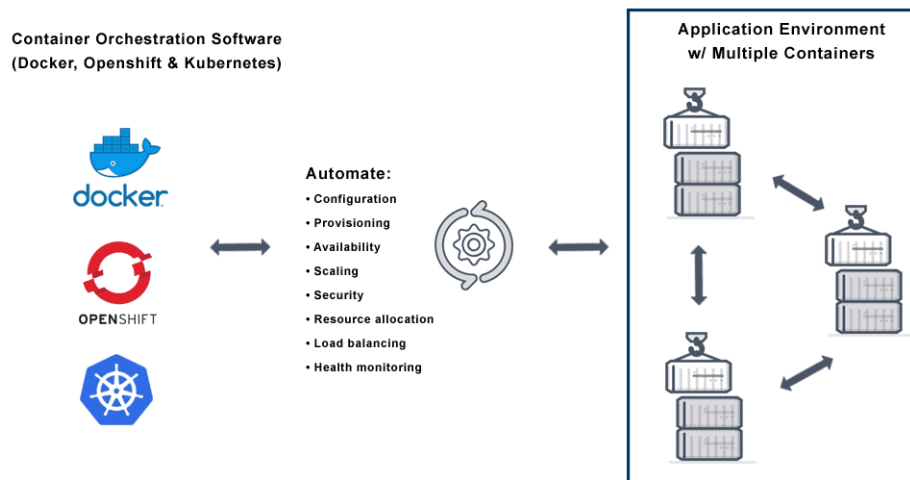 Container Orchestration Software
(Docker, Openshift & Kubernetes)
docker
OPENSHIFT
Automate:
• Configuration
• Provisioning
• Availability
• Scaling
• Security
• Resource allocation
• Load balancing
• Health monitoring
Application Environment
w/ Multiple Containers